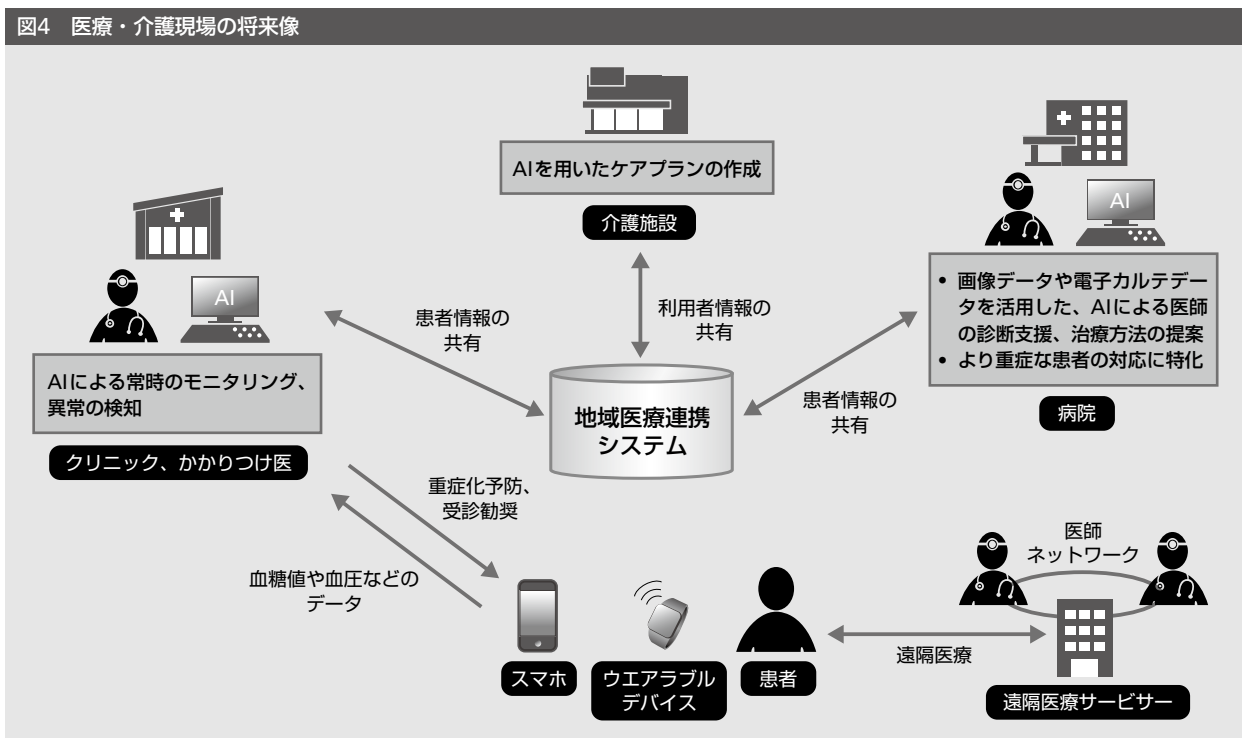 図4 医療・介護現場の将来像
AIを用いたケアプランの作成
介護施設
AI
AI
• 画像データや電子カルテデー
タを活用した、AIによる医師
の診断支援、治療方法の提案
• より重症な患者の対応に特化
病院
患者情報の
共有
利用者情報の
共有
患者情報の
共有
AIによる常時のモニタリング、
異常の検知
クリニック、かかりつけ医
地域医療連携
システム
重症化予防、
受診勧奨
血糖値や血圧などの
データ
スマホ
ウエアラブル
デバイス
患者
遠隔医療
医師
ネットワーク
遠隔医療サービサー